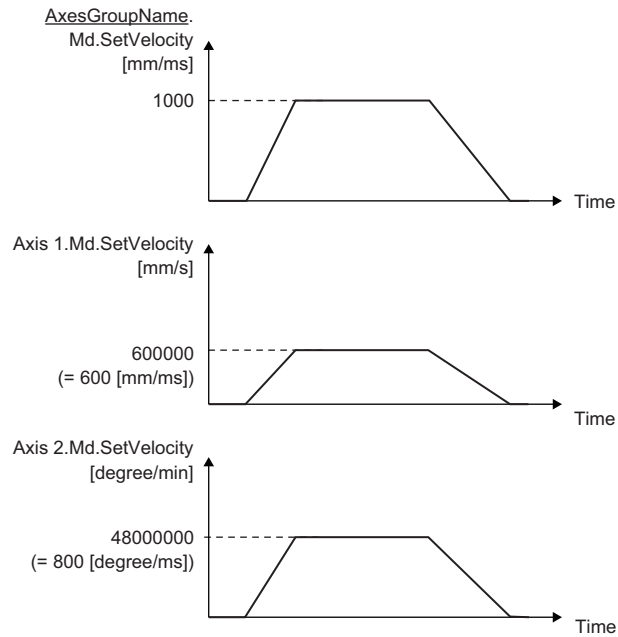 AxesGroupName.
Md.SetVelocity
[mm/ms]
1000
Time
Axis 1.Md.SetVelocity
[mm/s]
600000
(= 600 [mm/ms])
Time
Axis 2.Md.SetVelocity
[degree/min]
48000000
(= 800 [degree/ms])
Time